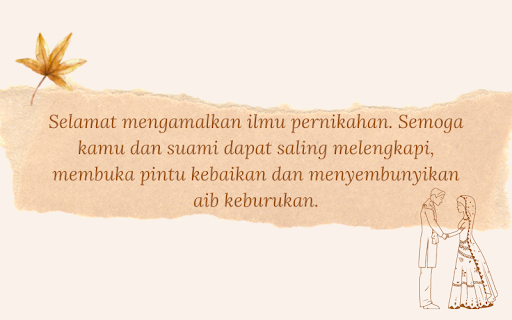 Selamat mengamalkan ilmu pernikahan. Semoga
kamu dan suami dapat saling melengkapi,
membuka pintu kebaikan dan menyembunyikan
aib keburukan.